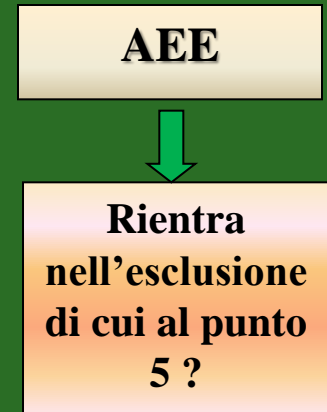 AEE
Rientra
nell’esclusione
di cui al punto
5 ?